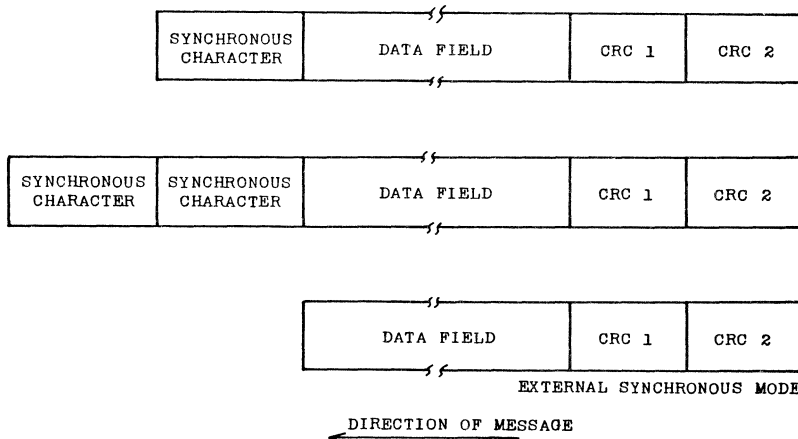 SYNCHRONOUS
CHARACTER
DATA FIELD
CRC 1
CRC 2
SYNCHRONOUS
CHARACTER
SYNCHRONOUS
CHARACTER
DATA FIELD
CRC 1
CRC 2
DATA FIELD
CRC 1
CRC 2
EXTERNAL SYNCHRONOUS MODE
DIRECTION OF MESSAGE